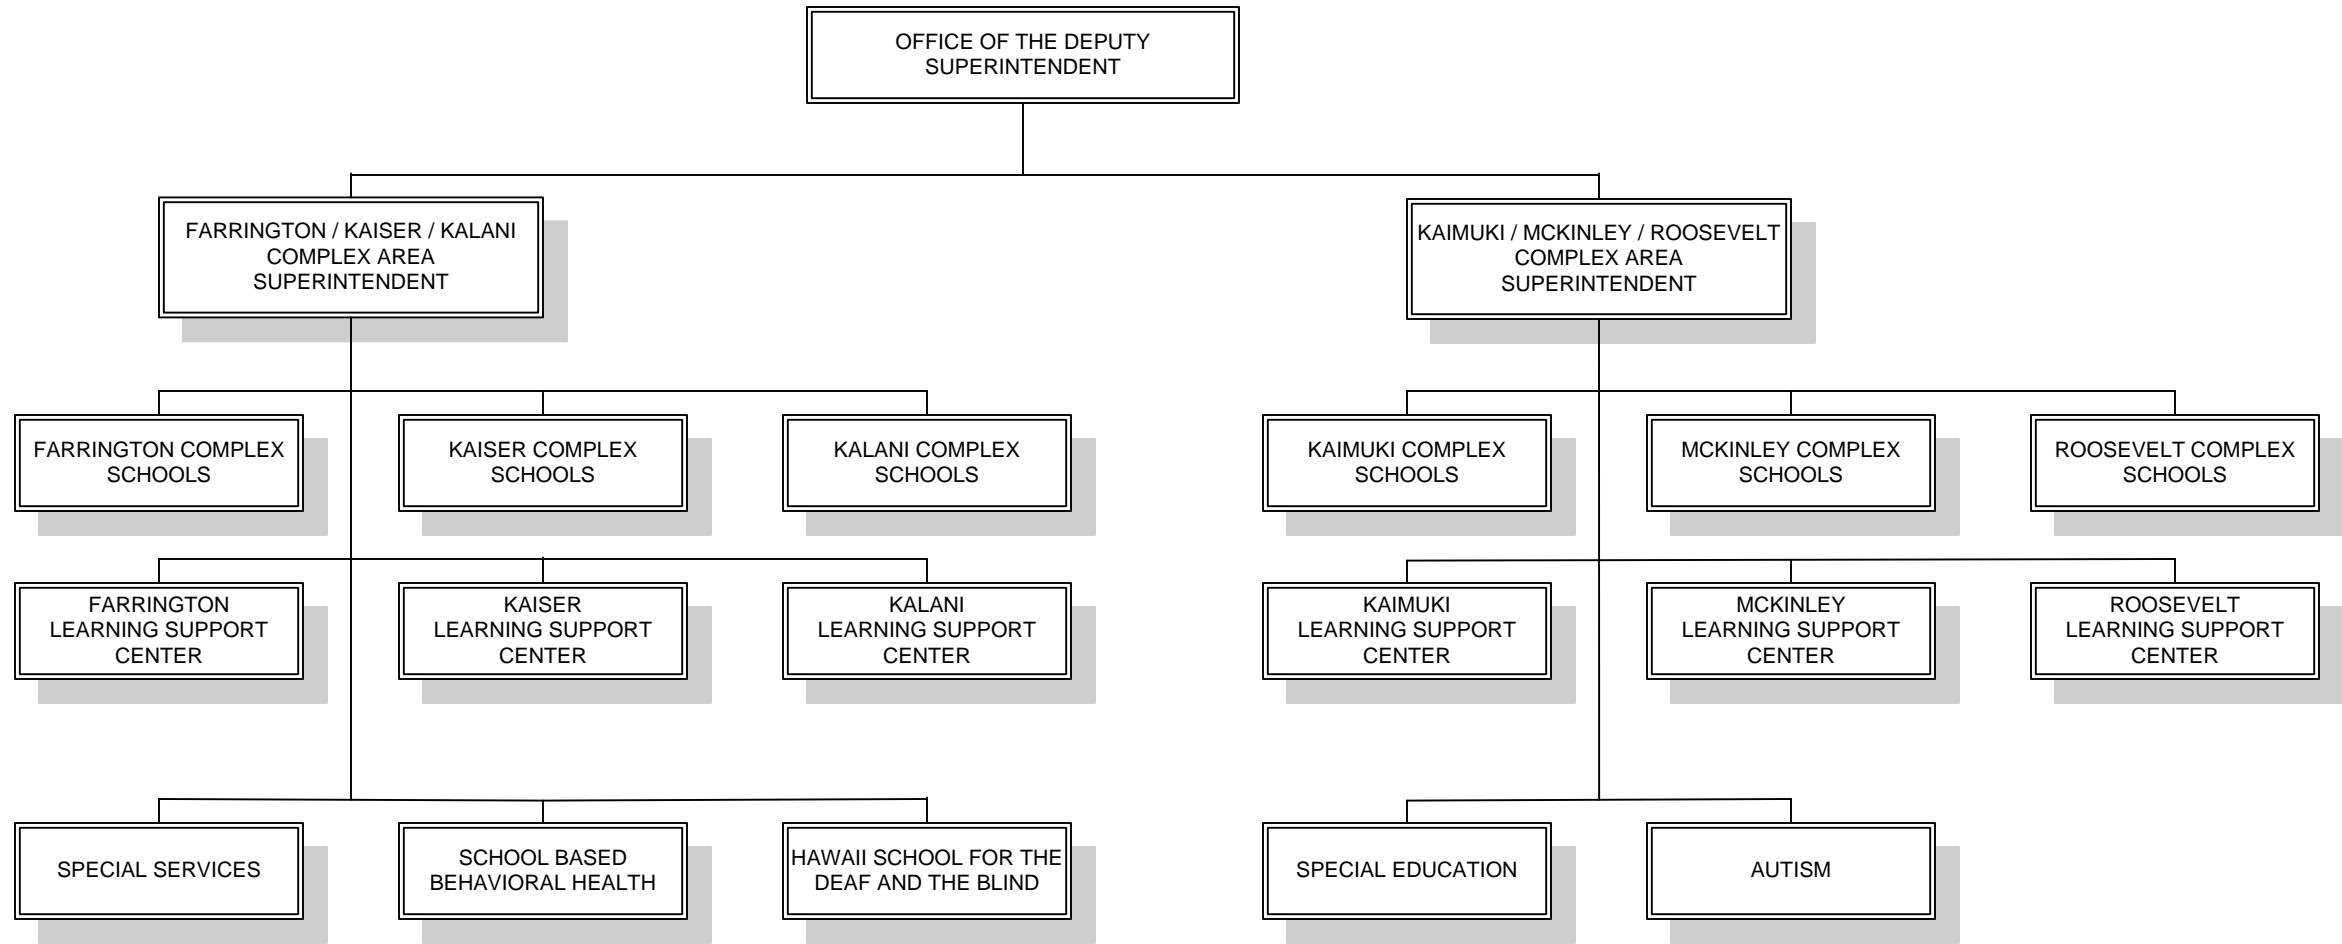 OFFICE OF THE DEPUTY
SUPERINTENDENT
FARRINGTON / KAISER / KALANI
COMPLEX AREA
SUPERINTENDENT
KAIMUKI / MCKINLEY / ROOSEVELT
COMPLEX AREA
SUPERINTENDENT
FARRINGTON COMPLEX
SCHOOLS
KAISER COMPLEX
SCHOOLS
KALANI COMPLEX
SCHOOLS
KAIMUKI COMPLEX
SCHOOLS
MCKINLEY COMPLEX
SCHOOLS
ROOSEVELT COMPLEX
SCHOOLS
FARRINGTON
LEARNING SUPPORT
CENTER
KAISER
LEARNING SUPPORT
CENTER
KALANI
LEARNING SUPPORT
CENTER
KAIMUKI
LEARNING SUPPORT
CENTER
MCKINLEY
LEARNING SUPPORT
CENTER
ROOSEVELT
LEARNING SUPPORT
CENTER
SPECIAL SERVICES
SCHOOL BASED
BEHAVIORAL HEALTH
HAWAII SCHOOL FOR THE
DEAF AND THE BLIND
SPECIAL EDUCATION
AUTISM